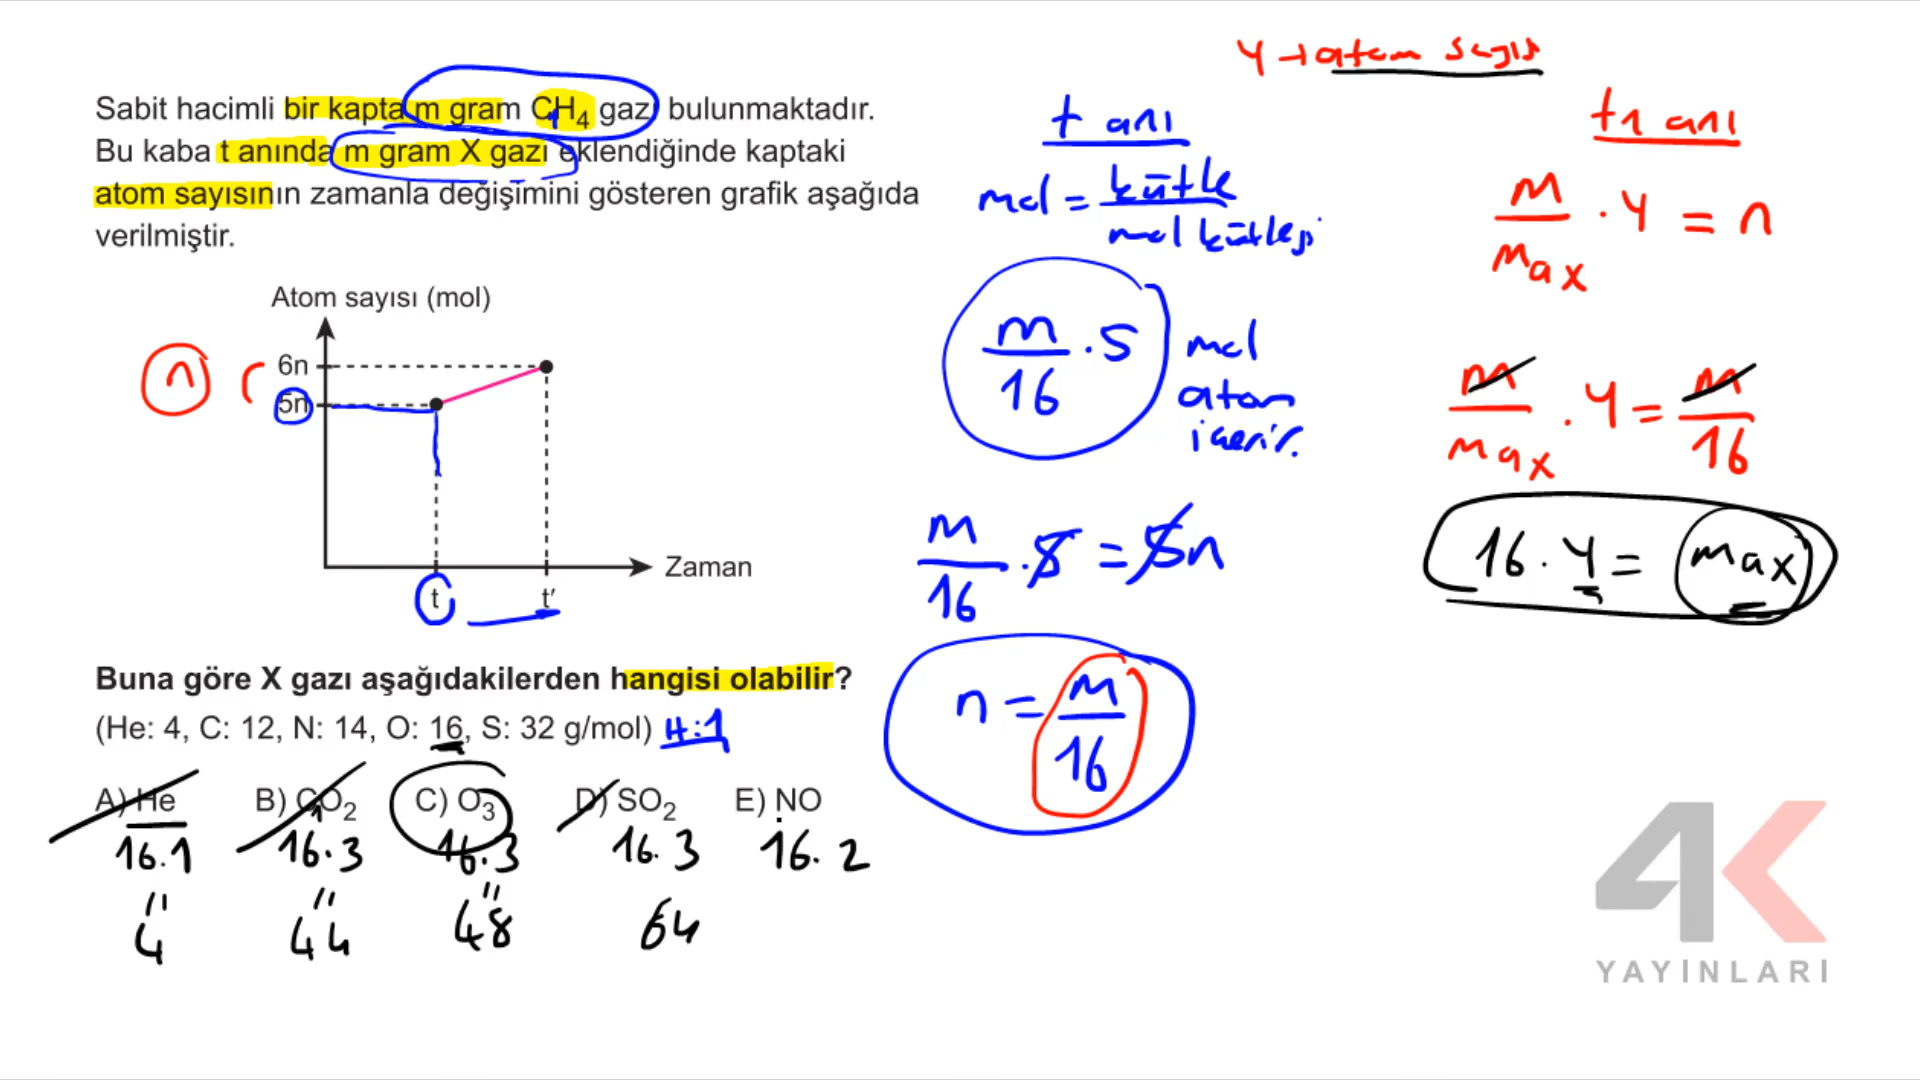 Sabit hacimli bir kapta m gram CH4 gazı bulunmaktadır.
Bu kaba t anında m gram X gazı eklendiğinde kaptaki
atom sayısının zamanla değişimini gösteren grafik aşağıda
verilmiştir.
Atom sayısı (mol)
n
6n
5n
Zaman
t
t′
Buna göre X gazı aşağıdakilerden hangisi olabilir?
(He: 4, C: 12, N: 14, O: 16, S: 32 g/mol) H:1
A) He B) CO2 C) O3 D) SO2 E) NO
16.1 16.3 16.3 16.3 16.2
" " "
4 44 48 64
t anı
mol = kütle
mol kütlesi
m
16 . 5 mol
atom
içerir.
m
16 . 5 = 5n
n = m
16
y → atom sayısı
t1 anı
m
max . y = n
m
max . y = m
16
16 . y = max
4K
YAYINLARI